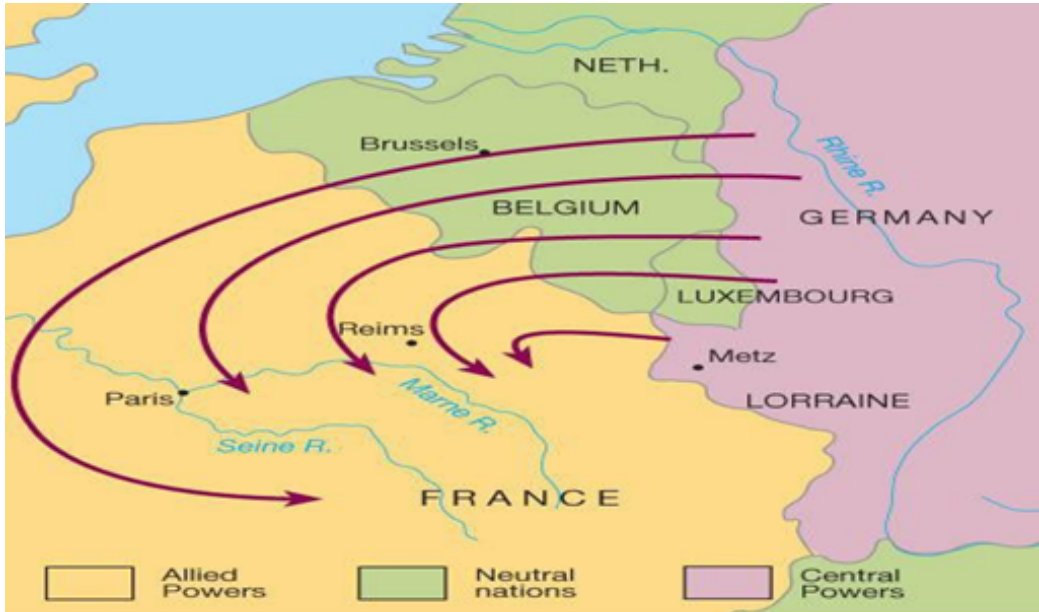 NETH.
Brussels
Rhine R.
BELGIUM
GERMANY
LUXEMBOURG
Reims
Metz
Paris
Marne R.
LORRAINE
Seine R.
FRANCE
Allied
Powers
Neutral
nations
Central
Powers